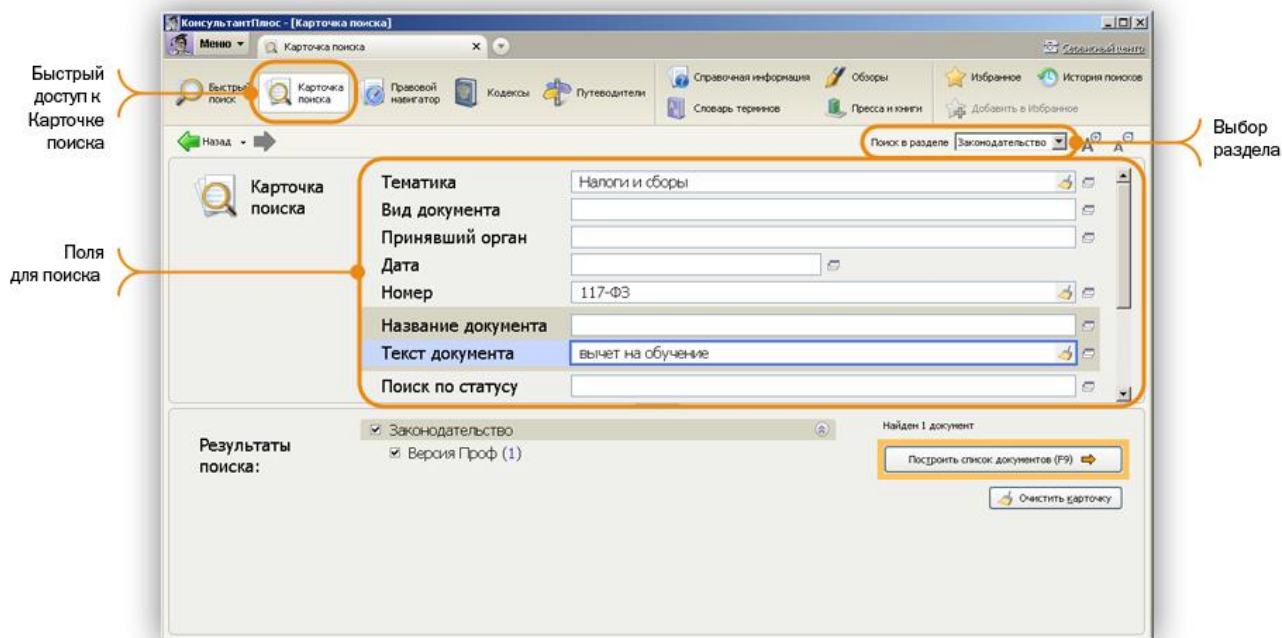 КонсультантПлюс - [Карточка поиска]
Меню
Карточка поиска
Сервисный центр
Быстрый
доступ к
Карточке
поиска
Быстрый
поиск
Карточка
поиска
Правовой
навигатор
Кодексы
Путеводители
Справочная информация
Словарь терминов
Обзоры
Пресса и книги
Избранное
Добавить в Избранное
История поисков
Назад
Поиск в разделе Законодательство
Выбор
раздела
Карточка
поиска
Поля
для поиска
Тематика Налоги и сборы
Вид документа
Принявший орган
Дата
Номер 117-ФЗ
Название документа
Текст документа вычет на обучение
Поиск по статусу
Результаты
поиска:
Законодательство
Версия Проф (1)
Найден 1 документ
Построить список документов (F9)
Очистить карточку